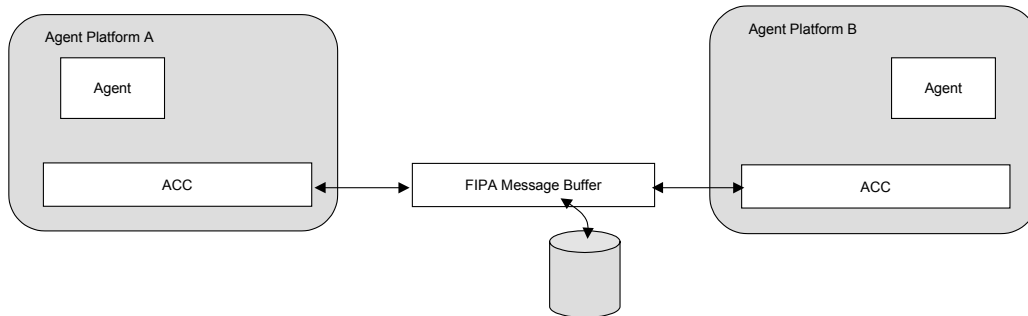 Agent Platform A
Agent
ACC
FIPA Message Buffer
Agent Platform B
Agent
ACC